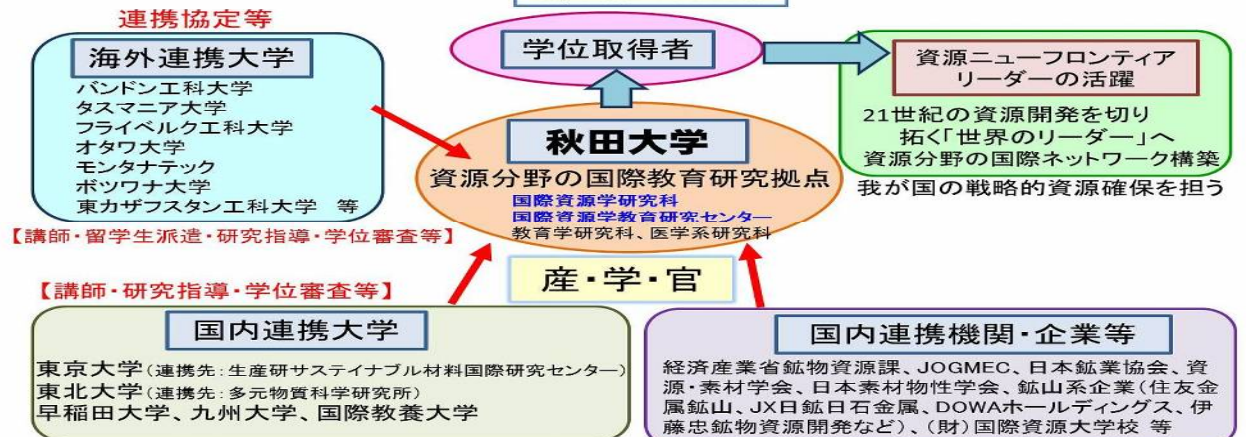 連携協定等
海外連携大学
バンドン工科大学
タスマニア大学
フライベルク工科大学
オタワ大学
モンタナテック
ボツワナ大学
東カザフスタン工科大学 等
【講師・留学生派遣・研究指導・学位審査等】
学位取得者
資源ニューフロンティア
リーダーの活躍
21世紀の資源開発を切り
拓く「世界のリーダー」へ
資源分野の国際ネットワーク構築
我が国の戦略的資源確保を担う
秋田大学
資源分野の国際教育研究拠点
国際資源学研究科
国際資源学教育研究センター
教育学研究科、医学系研究科
産・学・官
【講師・研究指導・学位審査等】
国内連携大学
東京大学(連携先:生産研サステイナブル材料国際研究センター)
東北大学(連携先:多元物質科学研究所)
早稲田大学、九州大学、国際教養大学
国内連携機関・企業等
経済産業省鉱物資源課、JOGMEC、日本鉱業協会、資
源・素材学会、日本素材物性学会、鉱山系企業(住友金
属鉱山、JX日鉱日石金属、DOWAホールディングス、伊
藤忠鉱物資源開発など)、(財)国際資源大学校 等